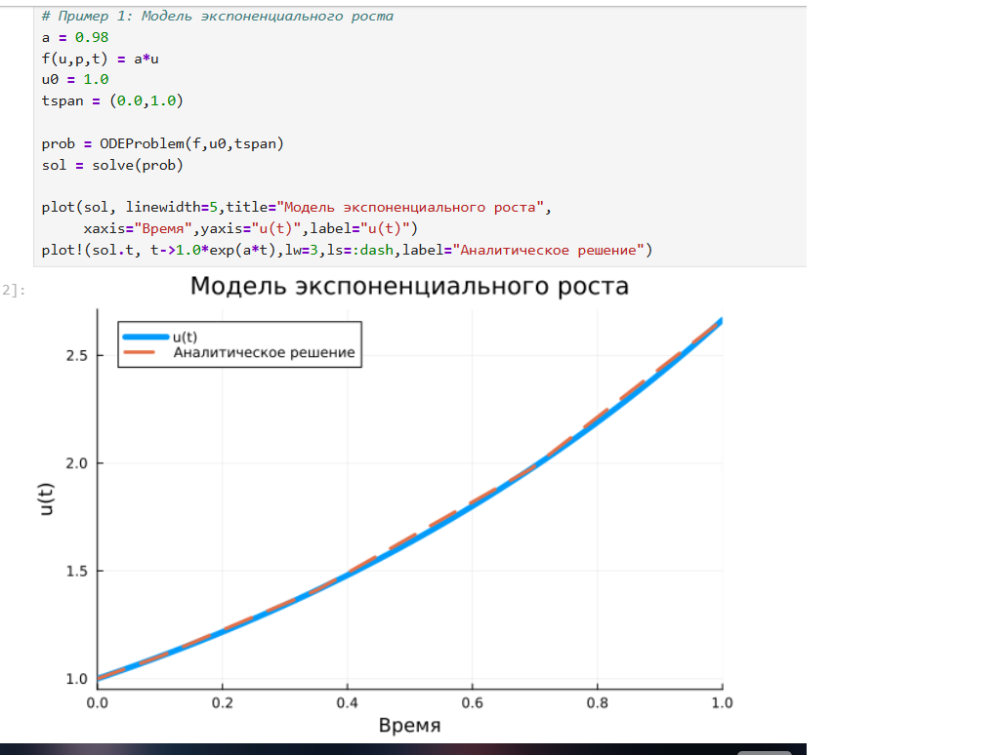 # Пример 1: Модель экспоненциального роста
a = 0.98
f(u,p,t) = a*u
u0 = 1.0
tspan = (0.0,1.0)
prob = ODEProblem(f,u0,tspan)
sol = solve(prob)
plot(sol, linewidth=5,title="Модель экспоненциального роста",
xaxis="Время",yaxis="u(t)",label="u(t)")
plot!(sol.t, t->1.0*exp(a*t),lw=3,ls=:dash,label="Аналитическое решение")
2]:
Модель экспоненциального роста
u(t)
Аналитическое решение
2.5
2.0
u(t)
1.5
1.0
0.0 0.2 0.4 0.6 0.8 1.0
Время